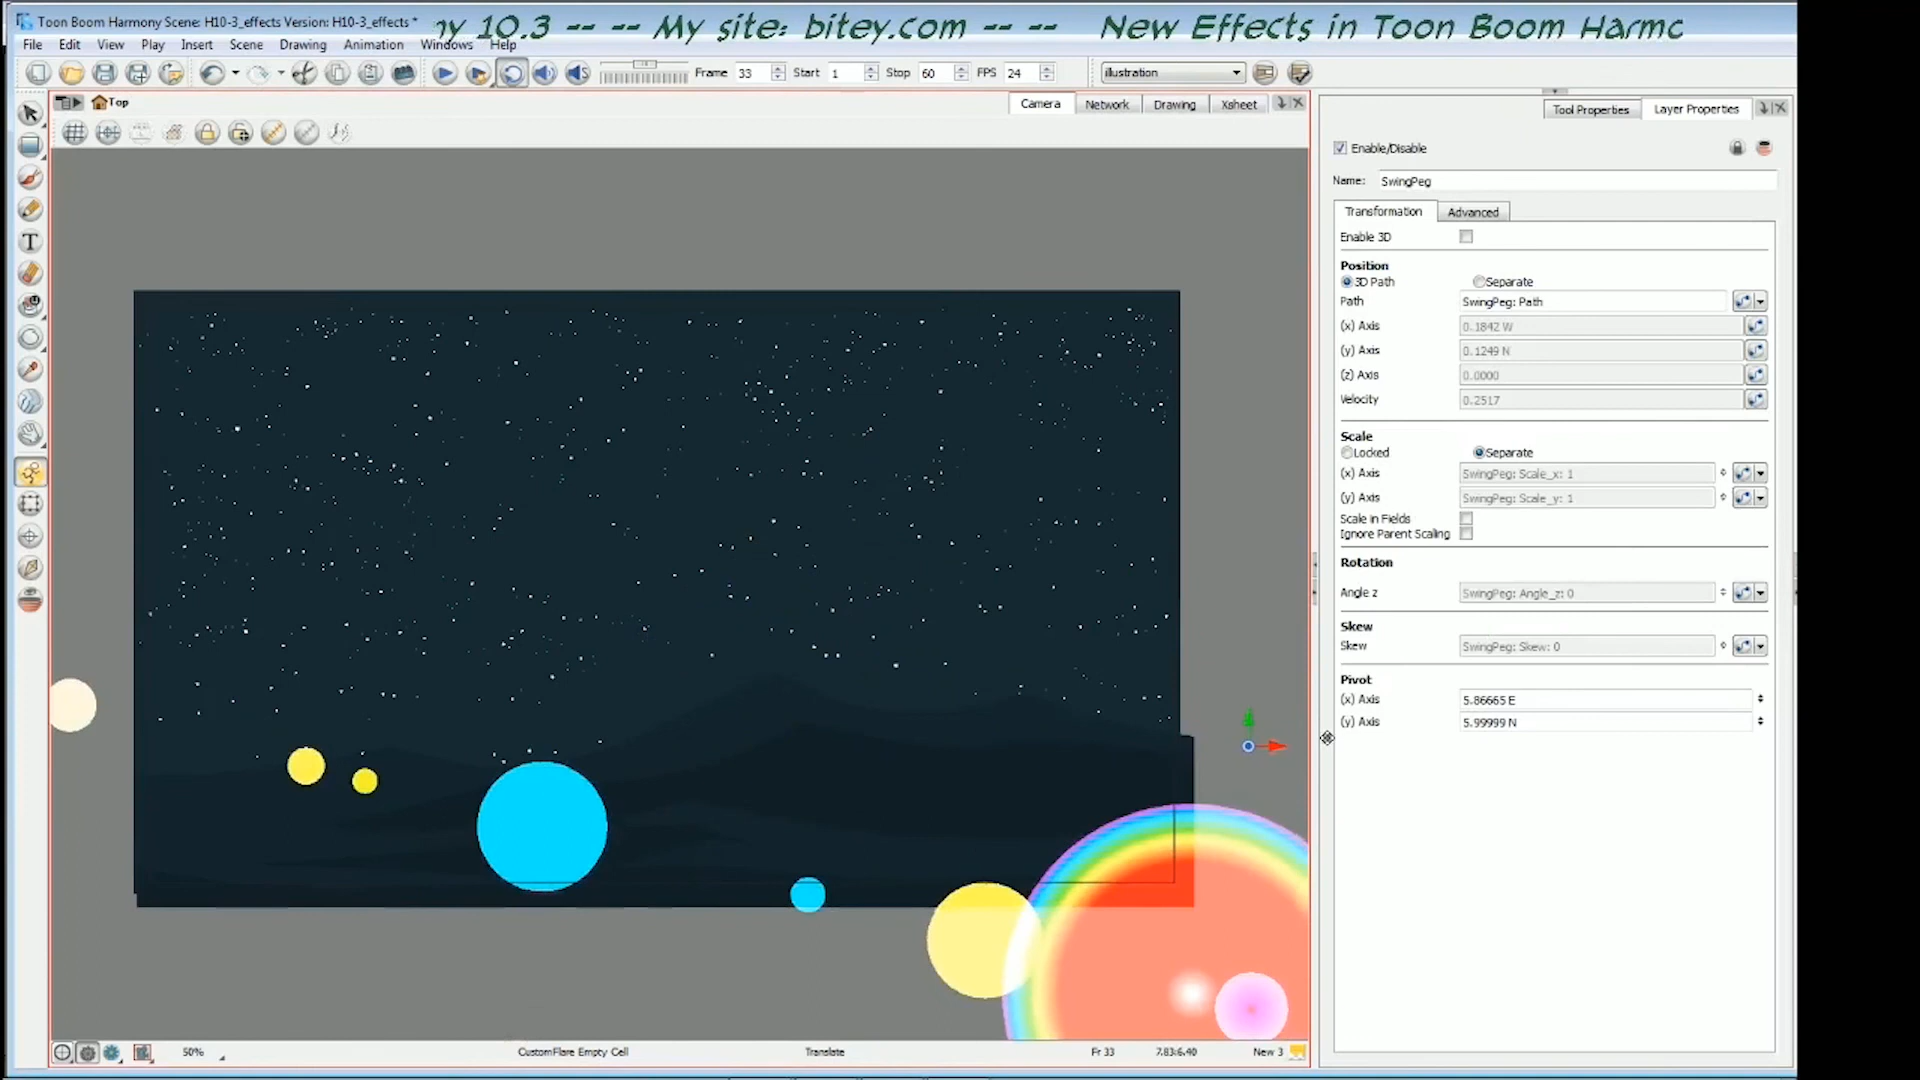 Toon Boom Harmony Scene: H10-3_effects Version: H10-3_effects *
ny 10.3 -- -- My site: bitey.com -- -- New Effects in Toon Boom Harmo
File Edit View Play Insert Scene Drawing Animation Windows Help
Frame 33 Start 1 Stop 60 FPS 24 illustration
Top
Camera Network Drawing Xsheet
Tool Properties Layer Properties
Enable/Disable
Name: SwingPeg
Transformation Advanced
Enable 3D
Position
3D Path Separate
Path SwingPeg: Path
(x) Axis 0.1842 W
(y) Axis 0.1249 N
(z) Axis 0.0000
Velocity 0.2517
Scale
Locked Separate
(x) Axis SwingPeg: Scale_x: 1
(y) Axis SwingPeg: Scale_y: 1
Scale in Fields
Ignore Parent Scaling
Rotation
Angle z SwingPeg: Angle_z: 0
Skew
Skew SwingPeg: Skew: 0
Pivot
(x) Axis 5.86665 E
(y) Axis 5.99999 N
50% CustomFlare Empty Cell Translate Fr 33 7.83:6.40 New 3